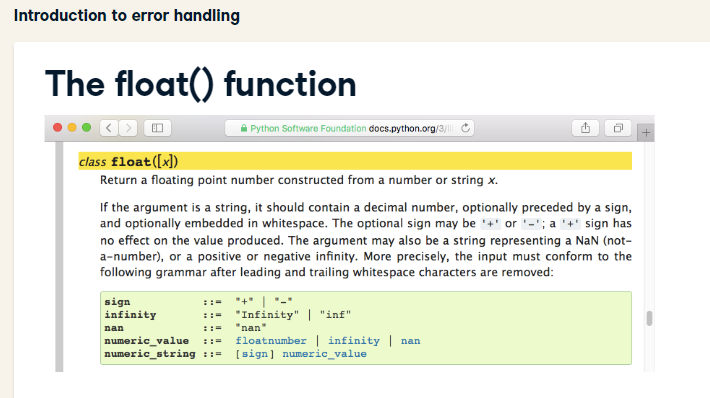 Introduction to error handling
The float() function
Python Software Foundation docs.python.org/3/
class float([x])
Return a floating point number constructed from a number or string x.
If the argument is a string, it should contain a decimal number, optionally preceded by a sign,
and optionally embedded in whitespace. The optional sign may be '+' or '-'; a '+' sign has
no effect on the value produced. The argument may also be a string representing a NaN (not-
a-number), or a positive or negative infinity. More precisely, the input must conform to the
following grammar after leading and trailing whitespace characters are removed:
sign ::= "+" | "-"
infinity ::= "Infinity" | "inf"
nan ::= "nan"
numeric_value ::= floatnumber | infinity | nan
numeric_string ::= [sign] numeric_value